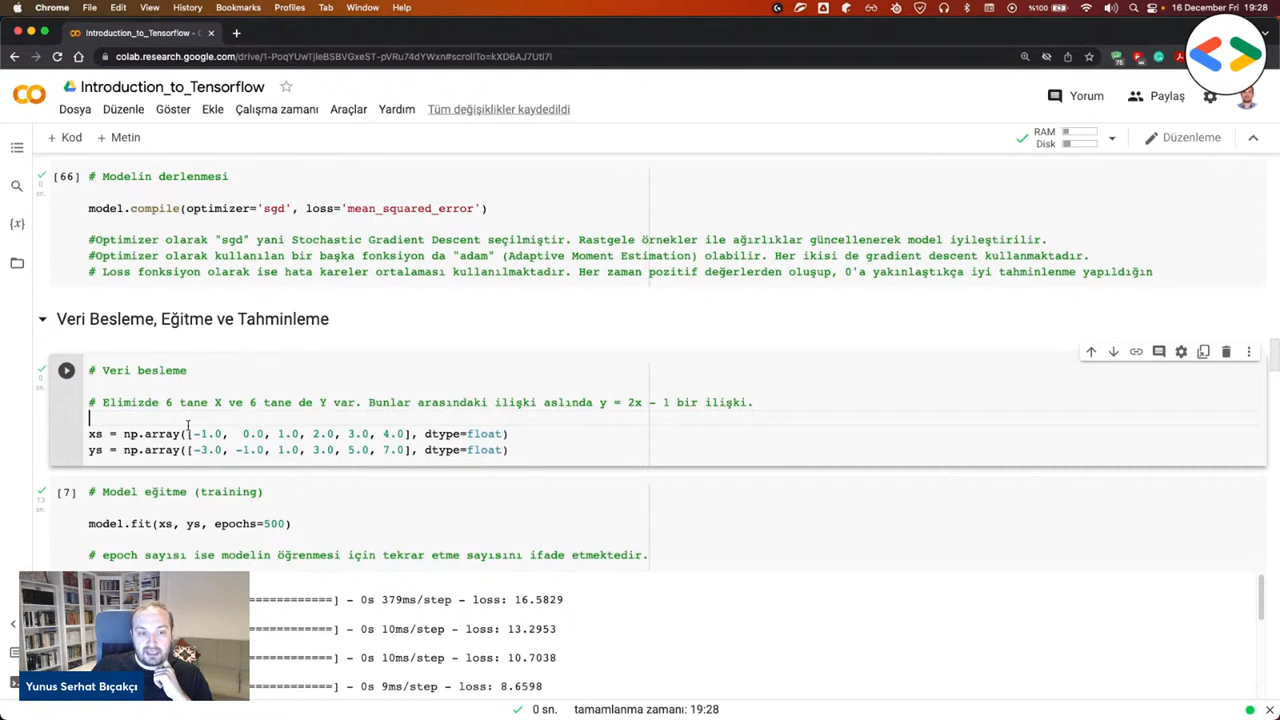 Chrome File Edit View History Bookmarks Profiles Tab Window Help
%100
16 December Fri 19:28
Introduction_to_Tensorflow - C
colab.research.google.com/drive/1-PoqYUwTjleBSBVGxeST-pVRu74dYWxn#scrollTo=kXD6AJ7Uti7l
Introduction_to_Tensorflow
Dosya Düzenle Göster Ekle Çalışma zamanı Araçlar Yardım Tüm değişiklikler kaydedildi
Yorum Paylaş
+ Kod + Metin
RAM
Disk
Düzenleme
[66] # Modelin derlenmesi
0
sn.
model.compile(optimizer='sgd', loss='mean_squared_error')
#Optimizer olarak "sgd" yani Stochastic Gradient Descent seçilmiştir. Rastgele örnekler ile ağırlıklar güncellenerek model iyileştirilir.
#Optimizer olarak kullanılan bir başka fonksiyon da "adam" (Adaptive Moment Estimation) olabilir. Her ikisi de gradient descent kullanmaktadır.
# Loss fonksiyon olarak ise hata kareler ortalaması kullanılmaktadır. Her zaman pozitif değerlerden oluşup, 0'a yakınlaştıkça iyi tahminlenme yapıldığın
Veri Besleme, Eğitme ve Tahminleme
# Veri besleme
0
sn.
# Elimizde 6 tane X ve 6 tane de Y var. Bunlar arasındaki ilişki aslında y = 2x - 1 bir ilişki.
xs = np.array([-1.0, 0.0, 1.0, 2.0, 3.0, 4.0], dtype=float)
ys = np.array([-3.0, -1.0, 1.0, 3.0, 5.0, 7.0], dtype=float)
[7] # Model eğitme (training)
13
sn.
model.fit(xs, ys, epochs=500)
# epoch sayısı ise modelin öğrenmesi için tekrar etme sayısını ifade etmektedir.
============] - 0s 379ms/step - loss: 16.5829
============] - 0s 10ms/step - loss: 13.2953
============] - 0s 10ms/step - loss: 10.7038
============] - 0s 9ms/step - loss: 8.6598
Yunus Serhat Bıçakçı
0 sn. tamamlanma zamanı: 19:28